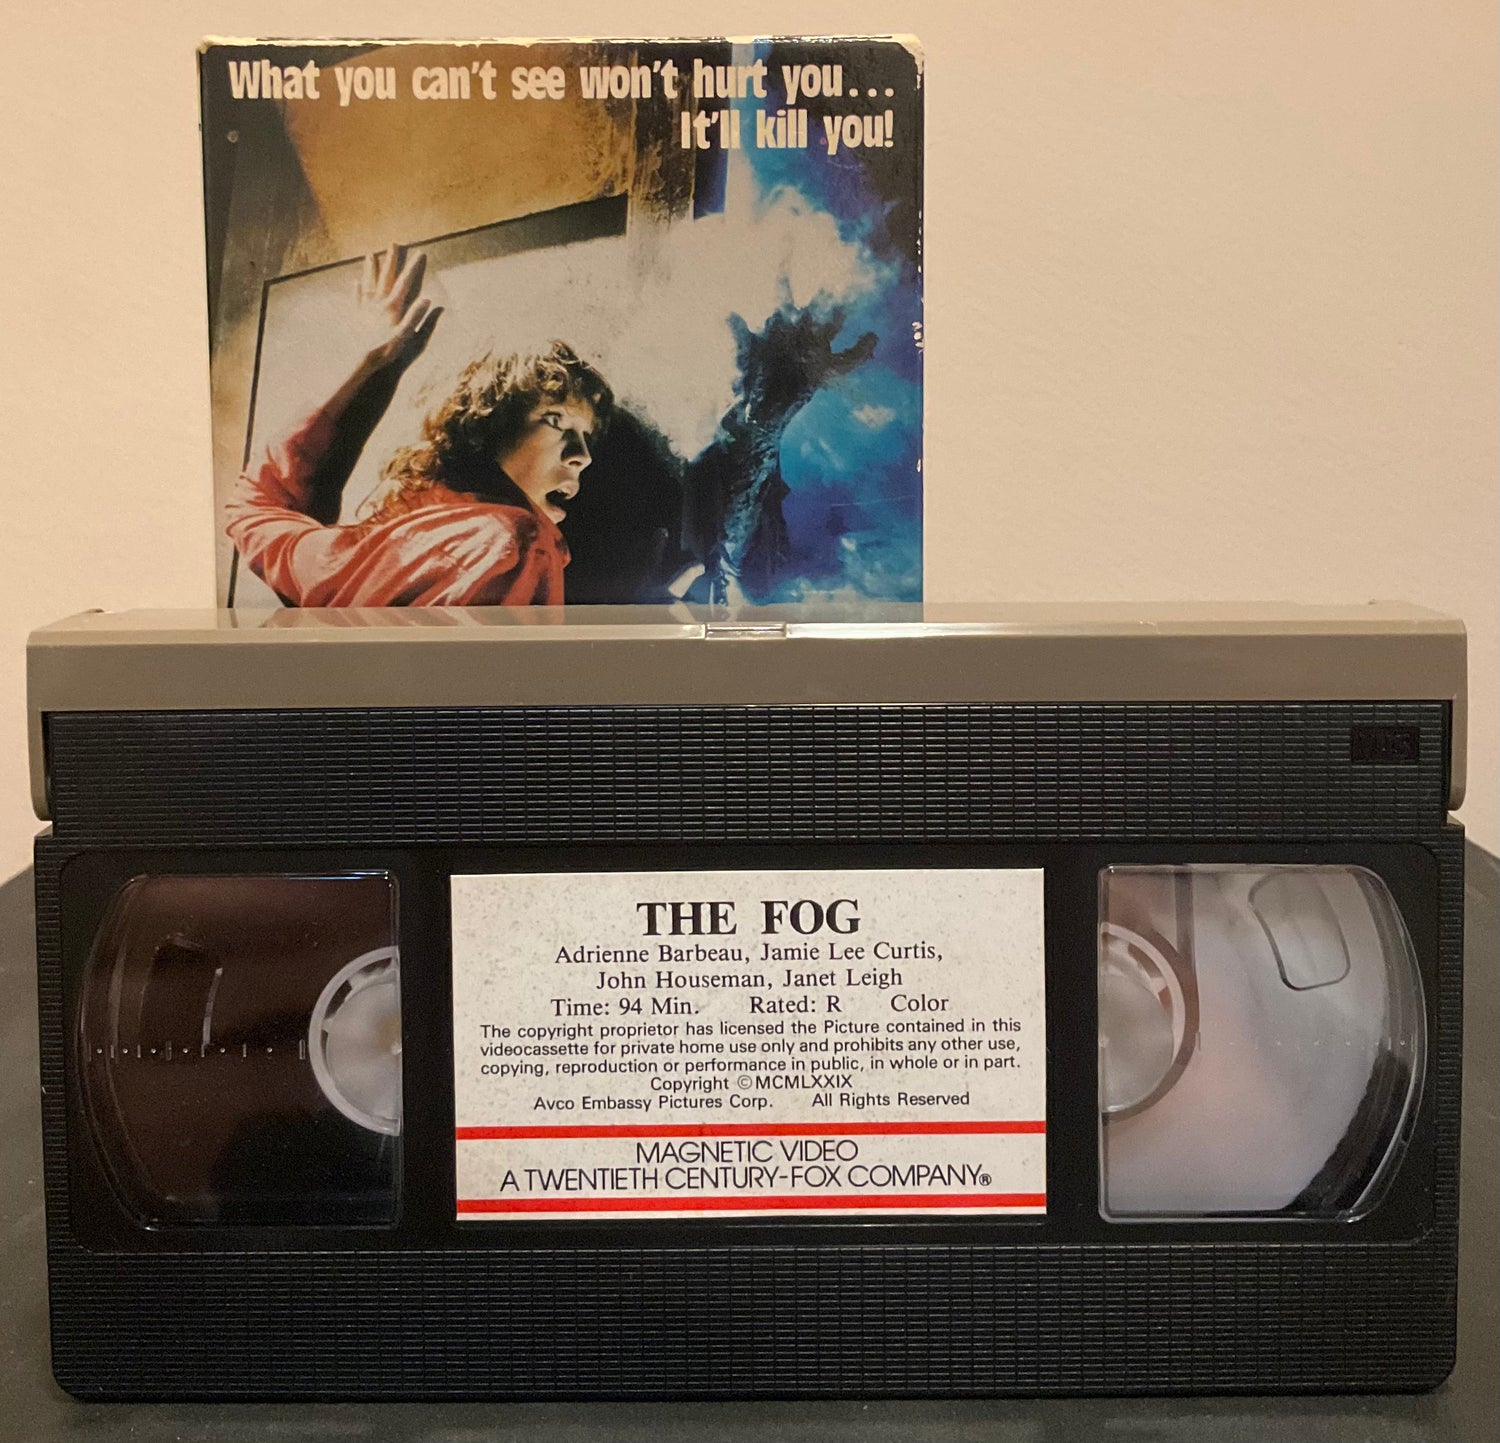 What you can't see won't hurt you...
It'll kill you!
VHS
THE FOG
Adrienne Barbeau, Jamie Lee Curtis,
John Houseman, Janet Leigh
Time: 94 Min. Rated: R Color
The copyright proprietor has licensed the Picture contained in this
videocassette for private home use only and prohibits any other use,
copying, reproduction or performance in public, in whole or in part.
Copyright ©MCMLXXIX
Avco Embassy Pictures Corp. All Rights Reserved
MAGNETIC VIDEO
A TWENTIETH CENTURY-FOX COMPANY®